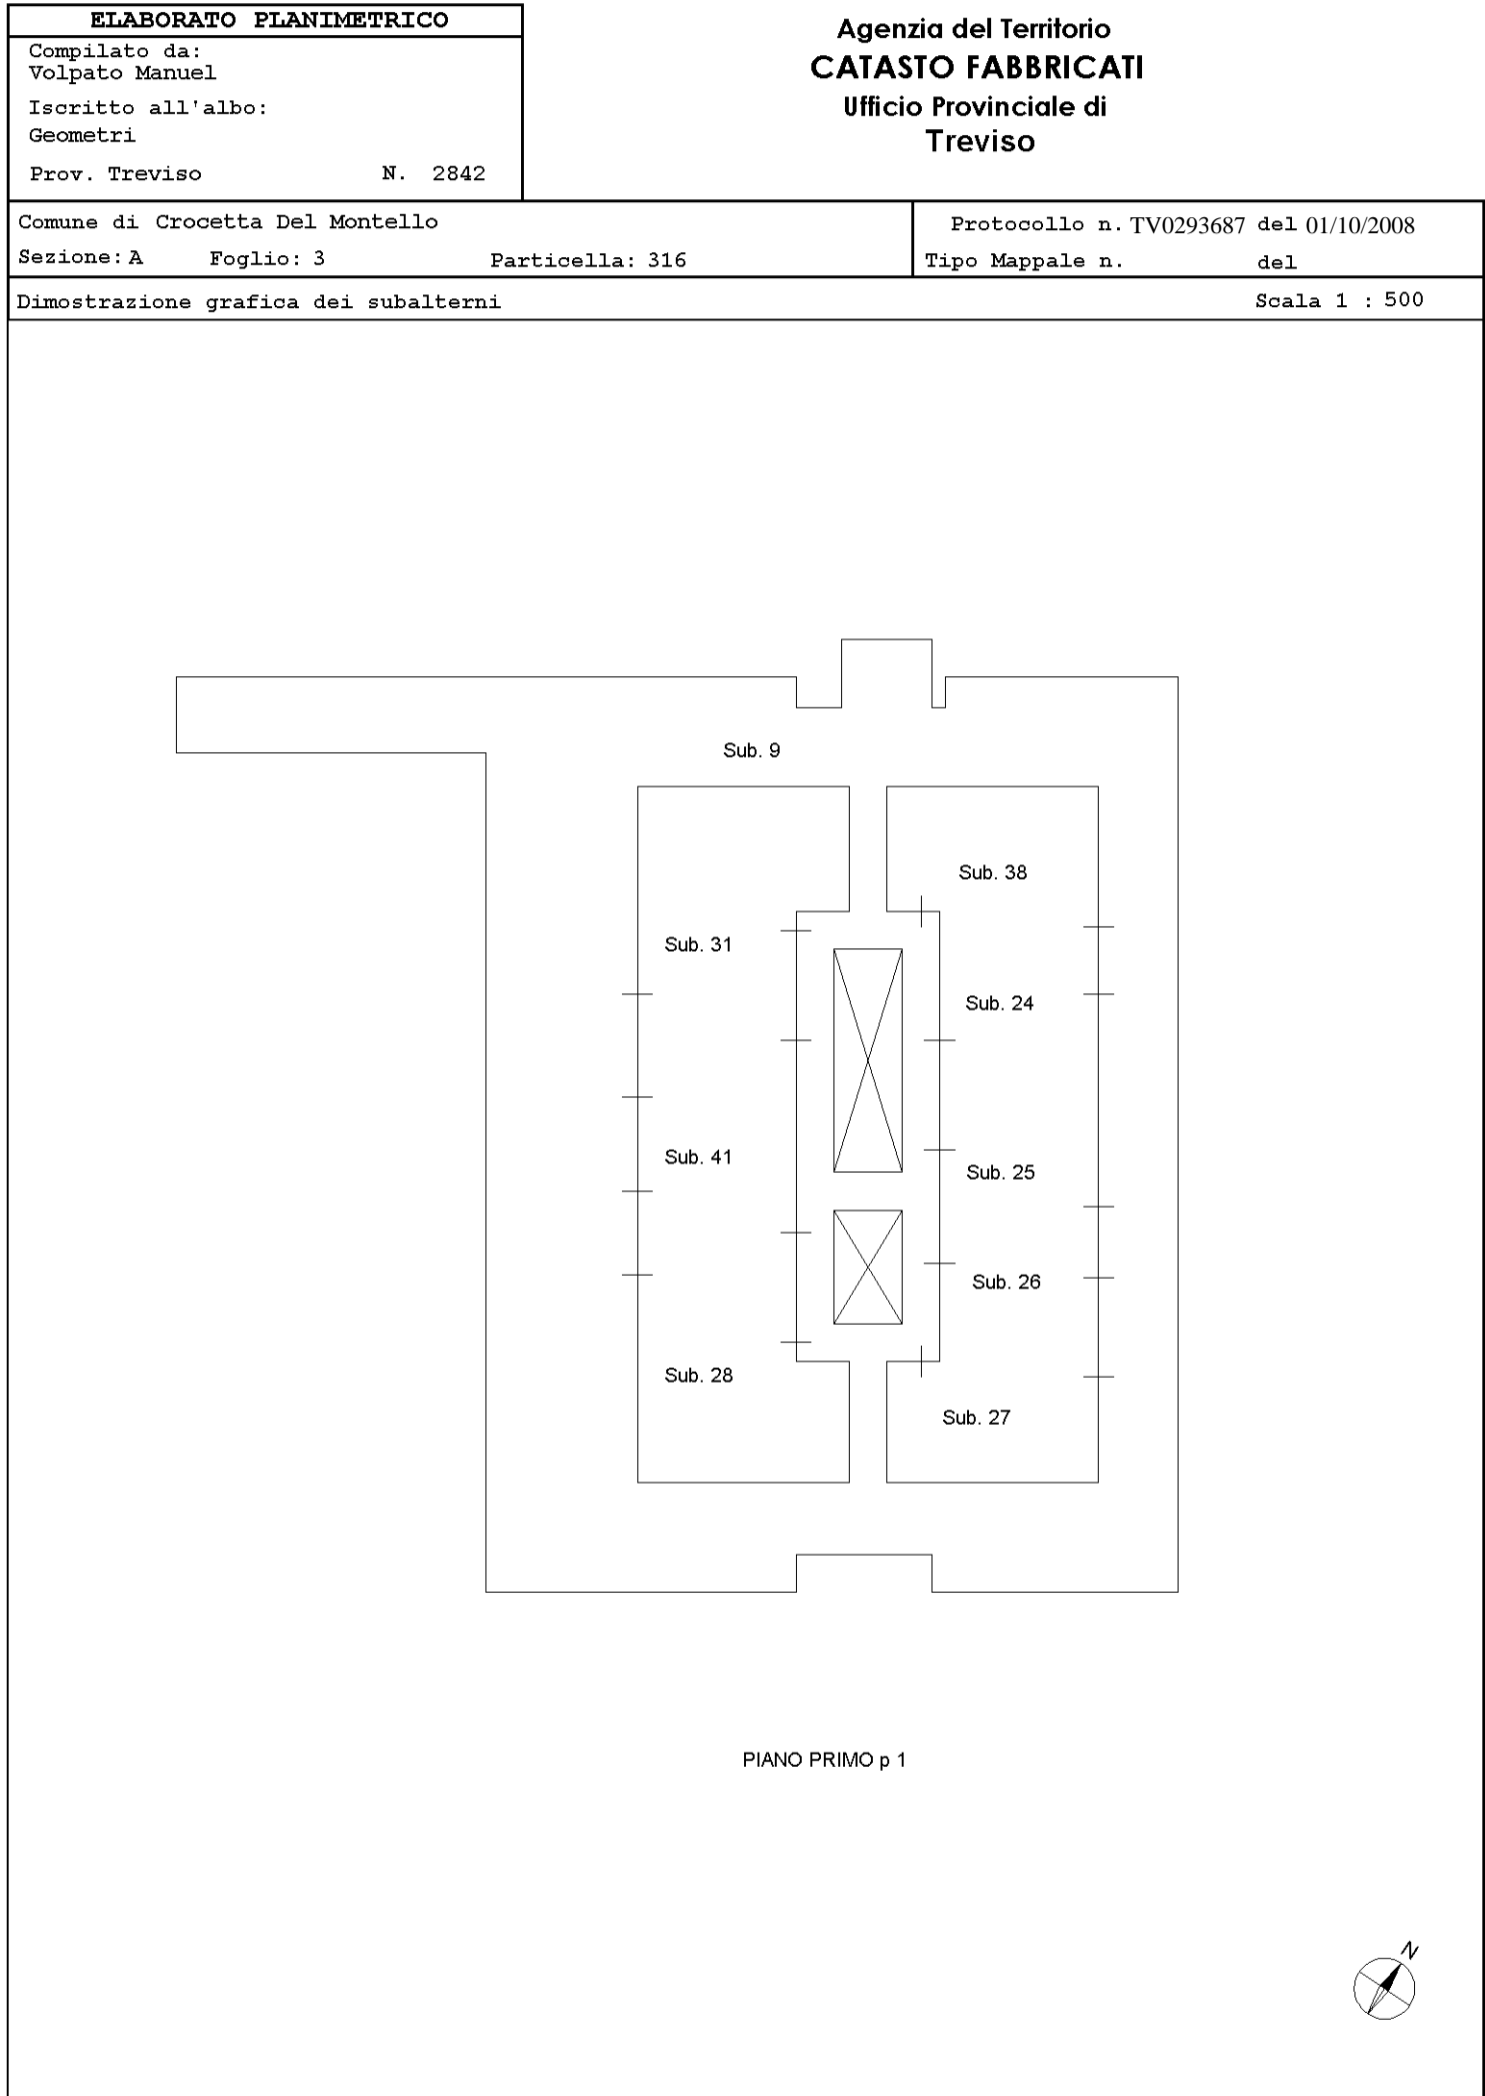 ELABORATO PLANIMETRICO
Compilato da:
Volpato Manuel
Iscritto all'albo:
Geometri
Prov. Treviso N. 2842
Agenzia del Territorio
CATASTO FABBRICATI
Ufficio Provinciale di
Treviso
Comune di Crocetta Del Montello
Sezione: A Foglio: 3 Particella: 316
Protocollo n. TV0293687 del 01/10/2008
Tipo Mappale n. del
Dimostrazione grafica dei subalterni Scala 1 : 500
Sub. 9
Sub. 38
Sub. 31
Sub. 24
Sub. 41
Sub. 25
Sub. 26
Sub. 28
Sub. 27
PIANO PRIMO p 1
N